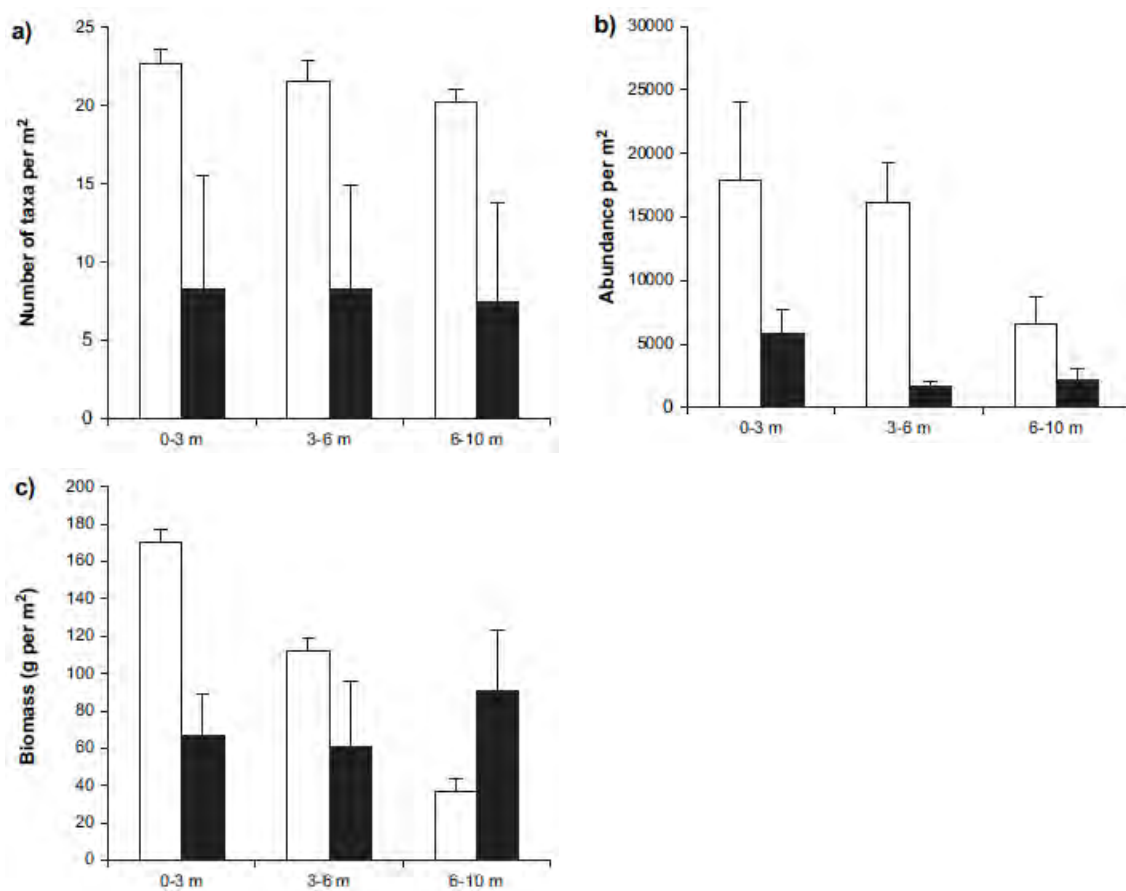 a)
Number of taxa per m²
25
20
15
10
5
0
0-3 m 3-6 m 6-10 m
b)
Abundance per m²
30000
25000
20000
15000
10000
5000
0
0-3 m 3-6 m 6-10 m
c)
Biomass (g per m²)
200
180
160
140
120
100
80
60
40
20
0
0-3 m 3-6 m 6-10 m